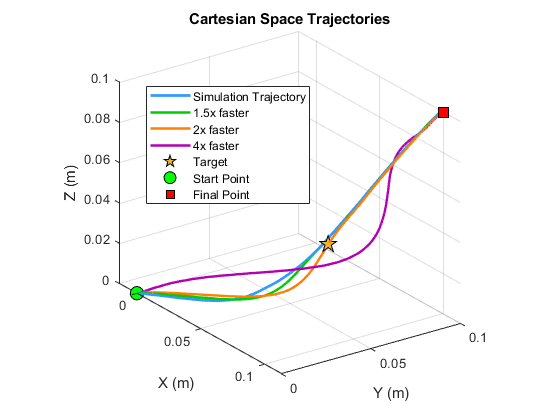 Cartesian Space Trajectories
0.1
0.08
0.06
0.04
0.02
0
Z (m)
Simulation Trajectory
1.5x faster
2x faster
4x faster
Target
Start Point
Final Point
0
0.05
0.1
X (m)
0
0.05
0.1
Y (m)